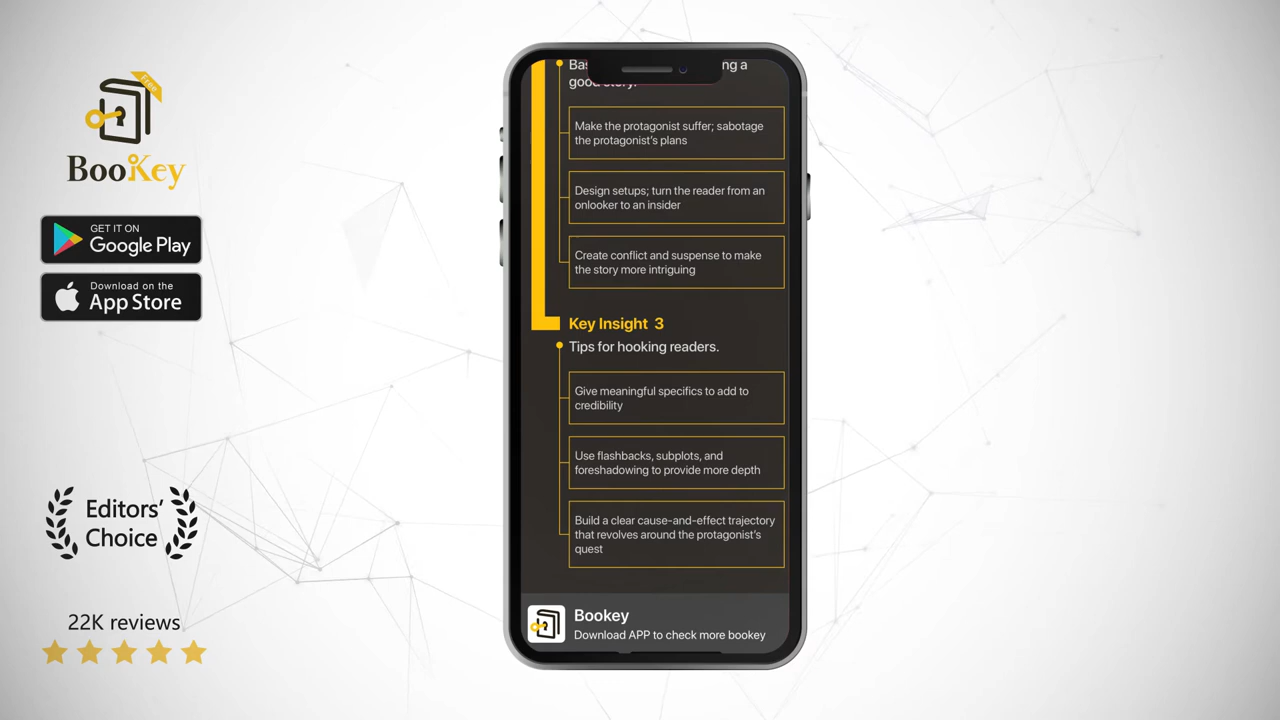 Free
BooKey
GET IT ON
Google Play
Download on the
App Store
Editors'
Choice
22K reviews
ng a
good story.
Make the protagonist suffer; sabotage
the protagonist's plans
Design setups; turn the reader from an
onlooker to an insider
Create conflict and suspense to make
the story more intriguing
Key Insight 3
Tips for hooking readers.
Give meaningful specifics to add to
credibility
Use flashbacks, subplots, and
foreshadowing to provide more depth
Build a clear cause-and-effect trajectory
that revolves around the protagonist's
quest
Bookey
Download APP to check more bookey